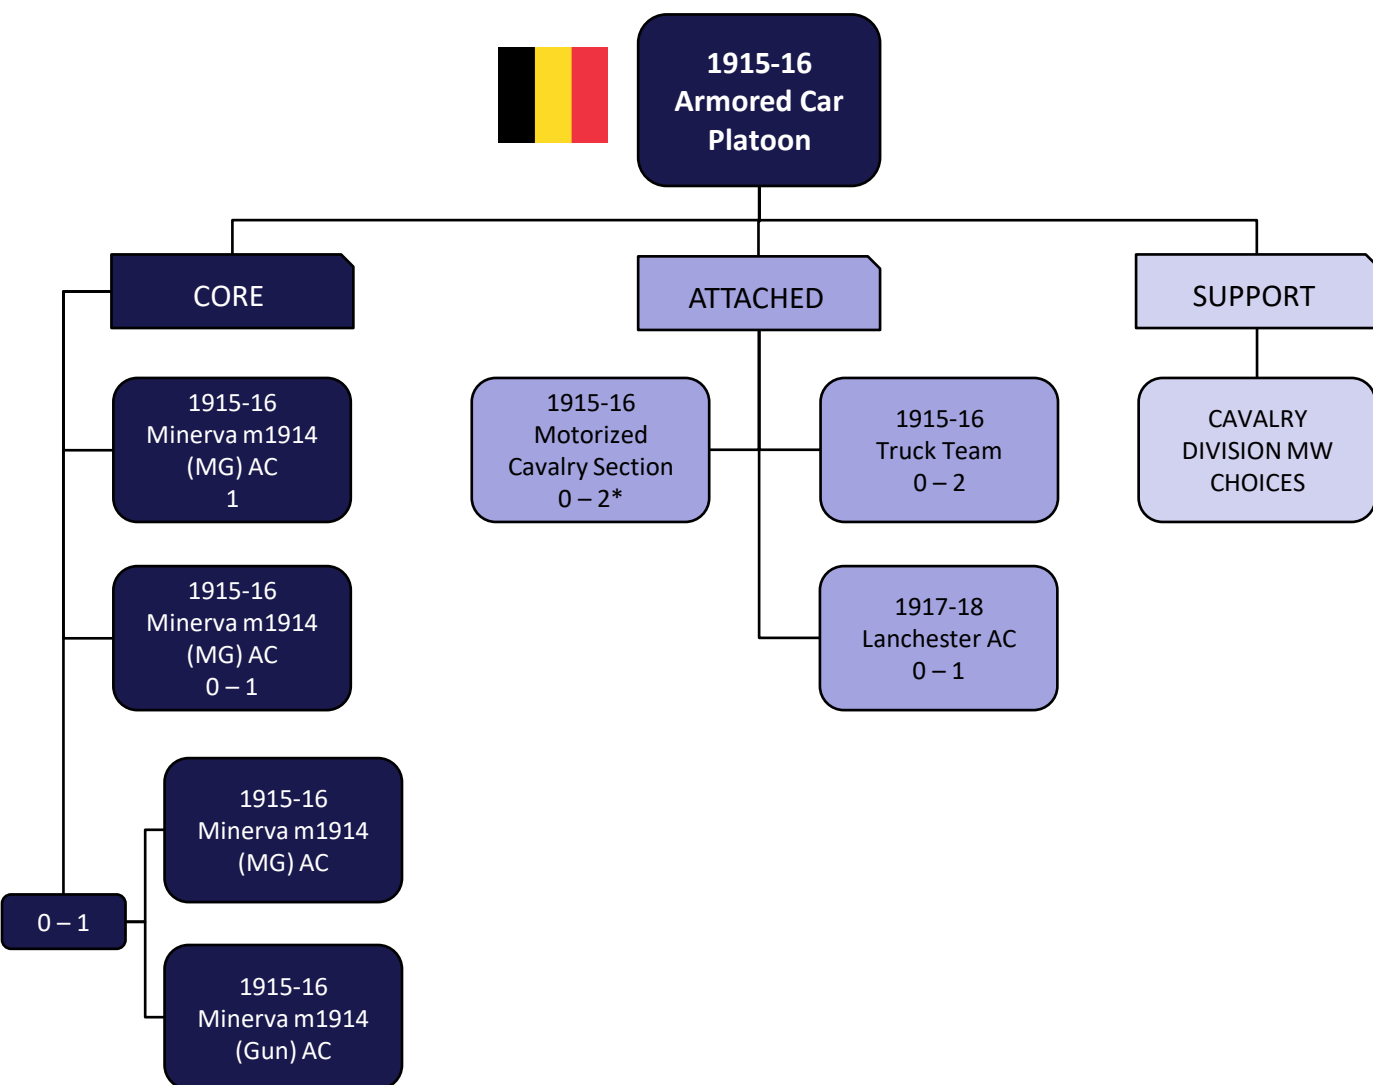 1915-16
Armored Car
Platoon
CORE
ATTACHED
SUPPORT
1915-16
Minerva m1914
(MG) AC
1
1915-16
Motorized
Cavalry Section
0 – 2*
1915-16
Truck Team
0 – 2
CAVALRY
DIVISION MW
CHOICES
1915-16
Minerva m1914
(MG) AC
0 – 1
1917-18
Lanchester AC
0 – 1
1915-16
Minerva m1914
(MG) AC
0 – 1
1915-16
Minerva m1914
(Gun) AC